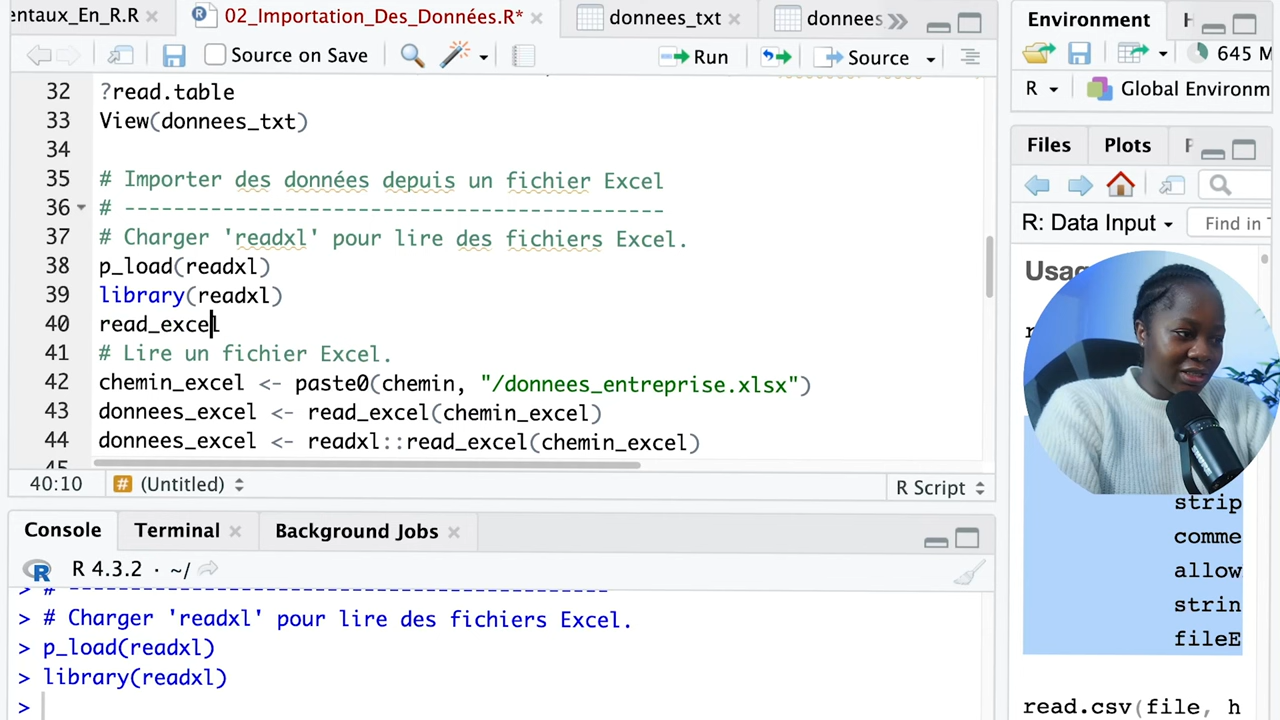 entaux_En_R.R
02_Importation_Des_Données.R*
donnees_txt
donnees
Source on Save
Run
Source
32 ?read.table
33 View(donnees_txt)
34
35 # Importer des données depuis un fichier Excel
36 # --------------------------------------------
37 # Charger 'readxl' pour lire des fichiers Excel.
38 p_load(readxl)
39 library(readxl)
40 read_excel
41 # Lire un fichier Excel.
42 chemin_excel <- paste0(chemin, "/donnees_entreprise.xlsx")
43 donnees_excel <- read_excel(chemin_excel)
44 donnees_excel <- readxl::read_excel(chemin_excel)
40:10
(Untitled)
R Script
Console
Terminal
Background Jobs
R 4.3.2 · ~/
> # --------------------------------------------
> # Charger 'readxl' pour lire des fichiers Excel.
> p_load(readxl)
> library(readxl)
>
Environment
645 M
R
Global Environm
Files
Plots
R: Data Input
Find in
Usag
strip
comme
allow
strin
fileE
read.csv(file, h